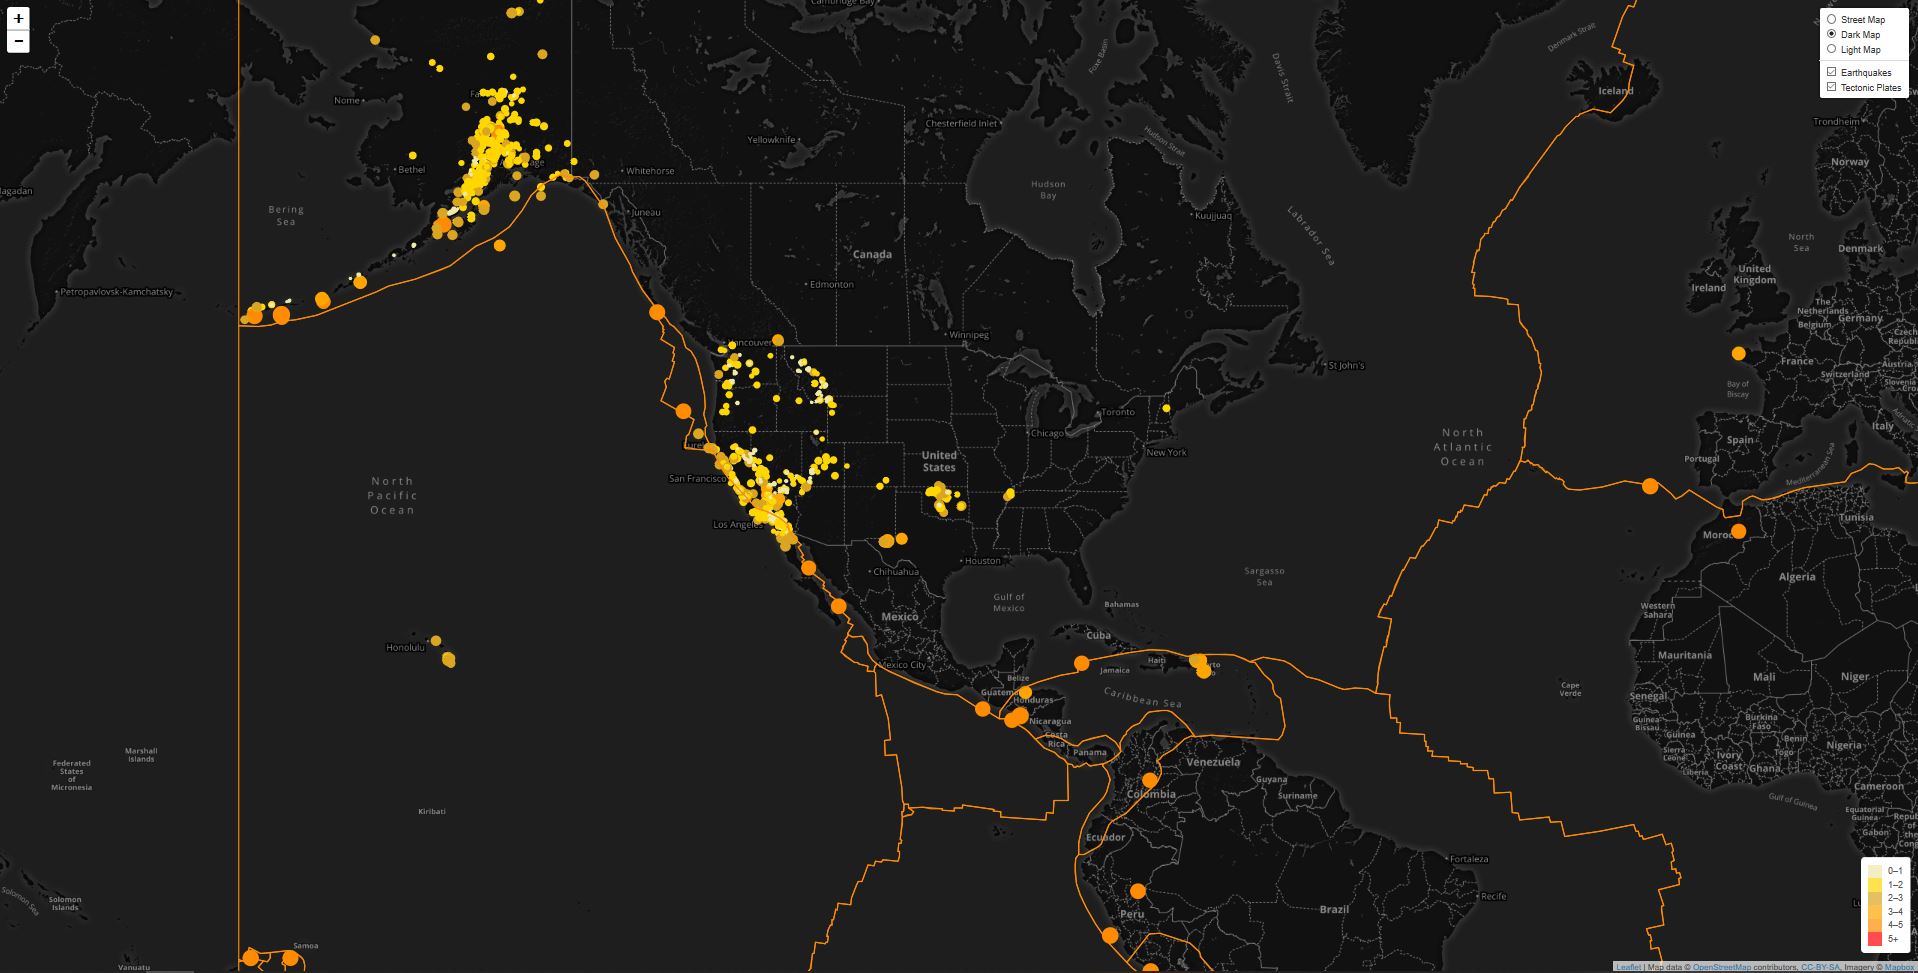 +
−
Street Map
Dark Map
Light Map
Earthquakes
Tectonic Plates
Cambridge Bay
Foxe Basin
Davis Strait
Denmark Strait
Iceland
Nome
Chesterfield Inlet
Trondheim
Yellowknife
Hudson Strait
Norway
Bethel
Whitehorse
Hudson
Bay
Bering
Sea
Juneau
Kuujjuaq
Labrador Sea
North
Sea
Denmark
Canada
United
Kingdom
Edmonton
Ireland
Petropavlovsk-Kamchatsky
The
Netherlands
Belgium
Germany
Winnipeg
Vancouver
France
Austria
St John's
Switzerland
Bay of
Biscay
Toronto
Chicago
Italy
North
Atlantic
Ocean
Spain
New York
Portugal
United
States
San Francisco
North
Pacific
Ocean
Mediterranean Sea
Tunisia
Los Angeles
Houston
Chihuahua
Sargasso
Sea
Algeria
Gulf of
Mexico
Bahamas
Western
Sahara
Mexico
Cuba
Honolulu
Mauritania
Mexico City
Haiti
Jamaica
Belize
Mali
Niger
Cape
Verde
Caribbean Sea
Honduras
Senegal
Nicaragua
Guinea
Bissau
Burkina
Faso
Costa
Rica
Panama
Guinea
Benin
Togo
Nigeria
Marshall
Islands
Sierra
Leone
Ivory
Coast
Ghana
Liberia
Venezuela
Guyana
Suriname
Federated
States
of
Micronesia
Cameroon
Colombia
Gulf of Guinea
Kiribati
Equatorial
Guinea
Gabon
Ecuador
Fortaleza
Recife
Solomon
Islands
Solomon Sea
Peru
Brazil
Samoa
Vanuatu
0–1
1–2
2–3
3–4
4–5
5+
Leaflet | Map data © OpenStreetMap contributors, CC-BY-SA, Imagery © Mapbox